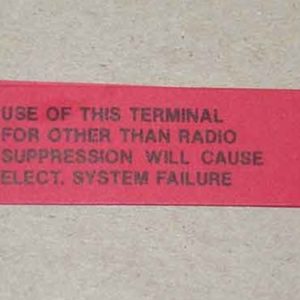 USE OF THIS TERMINAL
FOR OTHER THAN RADIO
SUPPRESSION WILL CAUSE
ELECT. SYSTEM FAILURE